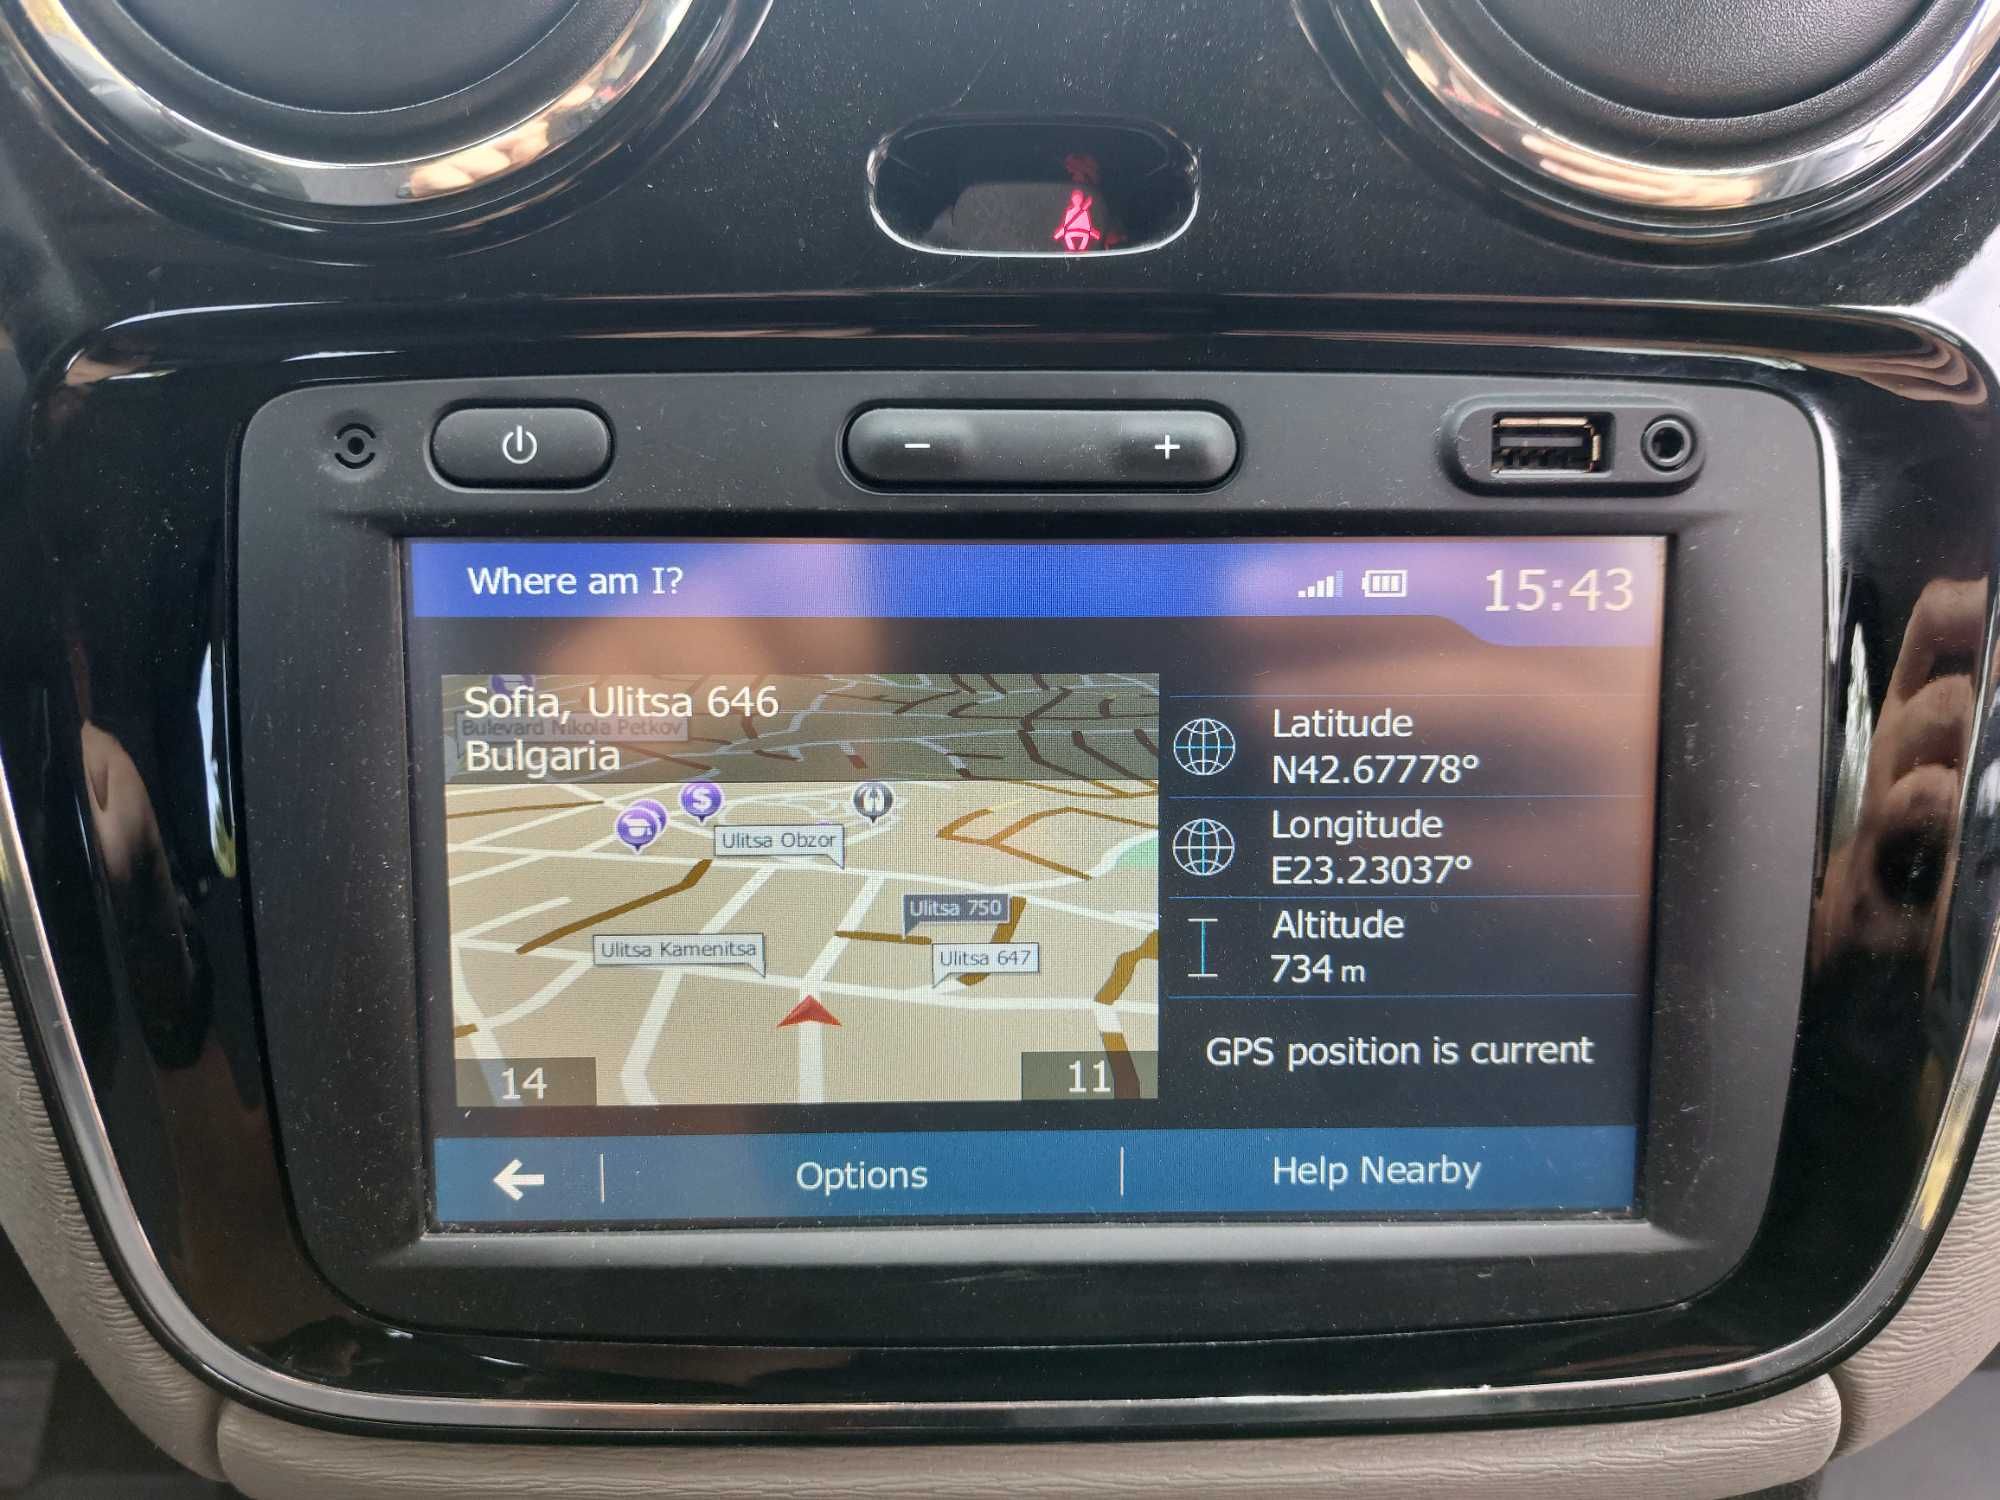 Where am I?
15:43
Sofia, Ulitsa 646
Bulevard Nikola Petkov
Bulgaria
S
Ulitsa Obzor
Ulitsa 750
Ulitsa Kamenitsa
Ulitsa 647
14
11
Latitude
N42.67778°
Longitude
E23.23037°
Altitude
734 m
GPS position is current
Options
Help Nearby